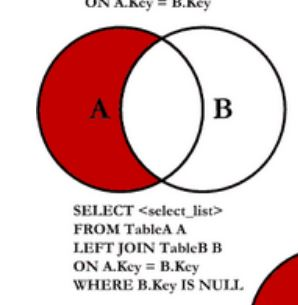 ON A.Key = B.Key
A B
SELECT <select_list>
FROM TableA A
LEFT JOIN TableB B
ON A.Key = B.Key
WHERE B.Key IS NULL